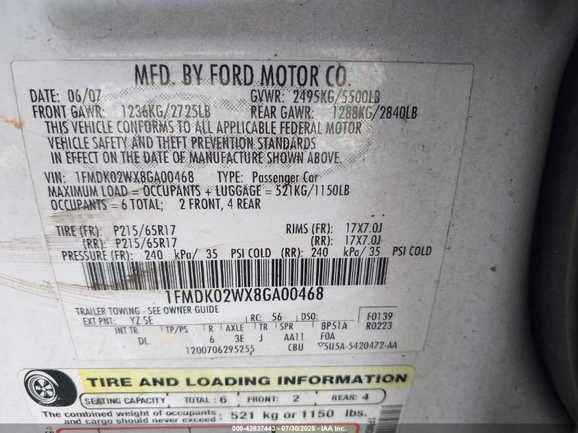 MFD. BY FORD MOTOR CO.
DATE: 06/07 GVWR: 2495KG/5500LB
FRONT GAWR: 1236KG/2725LB REAR GAWR: 1288KG/2840LB
THIS VEHICLE CONFORMS TO ALL APPLICABLE FEDERAL MOTOR
VEHICLE SAFETY AND THEFT PREVENTION STANDARDS
IN EFFECT ON THE DATE OF MANUFACTURE SHOWN ABOVE.
VIN: 1FMDK02WX8GA00468 TYPE: Passenger Car
MAXIMUM LOAD = OCCUPANTS + LUGGAGE = 521KG/1150LB
OCCUPANTS = 6 TOTAL; 2 FRONT, 4 REAR
TIRE (FR): P215/65R17 RIMS (FR): 17X7.0J
(RR): P215/65R17 (RR): 17X7.0J
PRESSURE (FR): 240 kPa/ 35 PSI COLD (RR): 240 kPa/ 35 PSI COLD
1FMDK02WX8GA00468
TRAILER TOWING - SEE OWNER GUIDE
EXT PNT: YZ SE RC: 56 DSO: F0139
INT TR TP/PS R AXLE TR SPR BP51A R0223
DL 6 3E J AA11 F0A
1200706295255 CBU 5U5A-5420472-AA
TIRE AND LOADING INFORMATION
SEATING CAPACITY TOTAL: 6 FRONT: 2 REAR: 4
The combined weight of occupants
and cargo should never exceed 521 kg or 1150 lbs.
© 000-42837443 07/30/2025 IAA Inc.